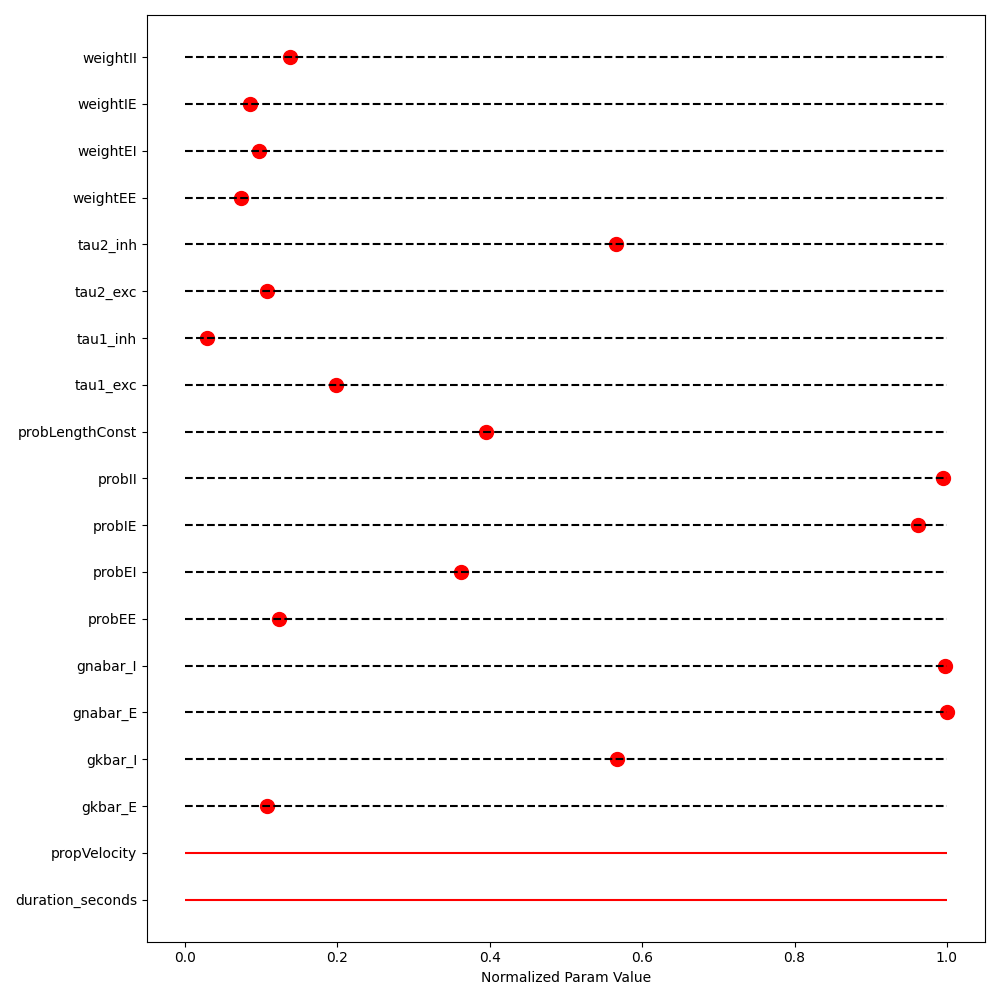 weightII
weightIE
weightEI
weightEE
tau2_inh
tau2_exc
tau1_inh
tau1_exc
probLengthConst
probII
probIE
probEI
probEE
gnabar_I
gnabar_E
gkbar_I
gkbar_E
propVelocity
duration_seconds
0.0 0.2 0.4 0.6 0.8 1.0
Normalized Param Value